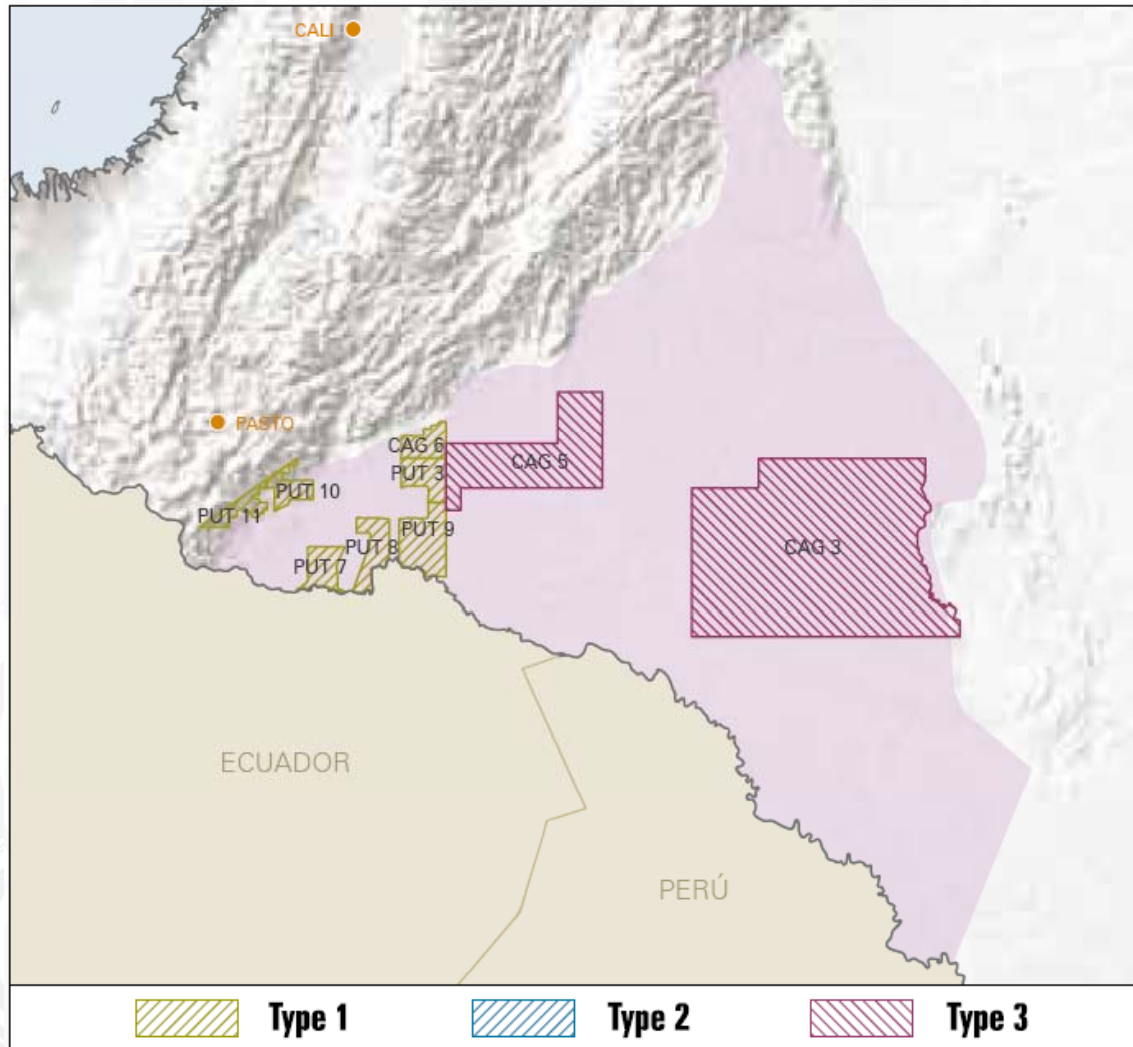 CALI
PASTO
CAG 6
CAG 5
PUT 3
PUT 10
PUT 11
PUT 9
PUT 8
CAG 3
PUT 7
ECUADOR
PERÚ
Type 1
Type 2
Type 3